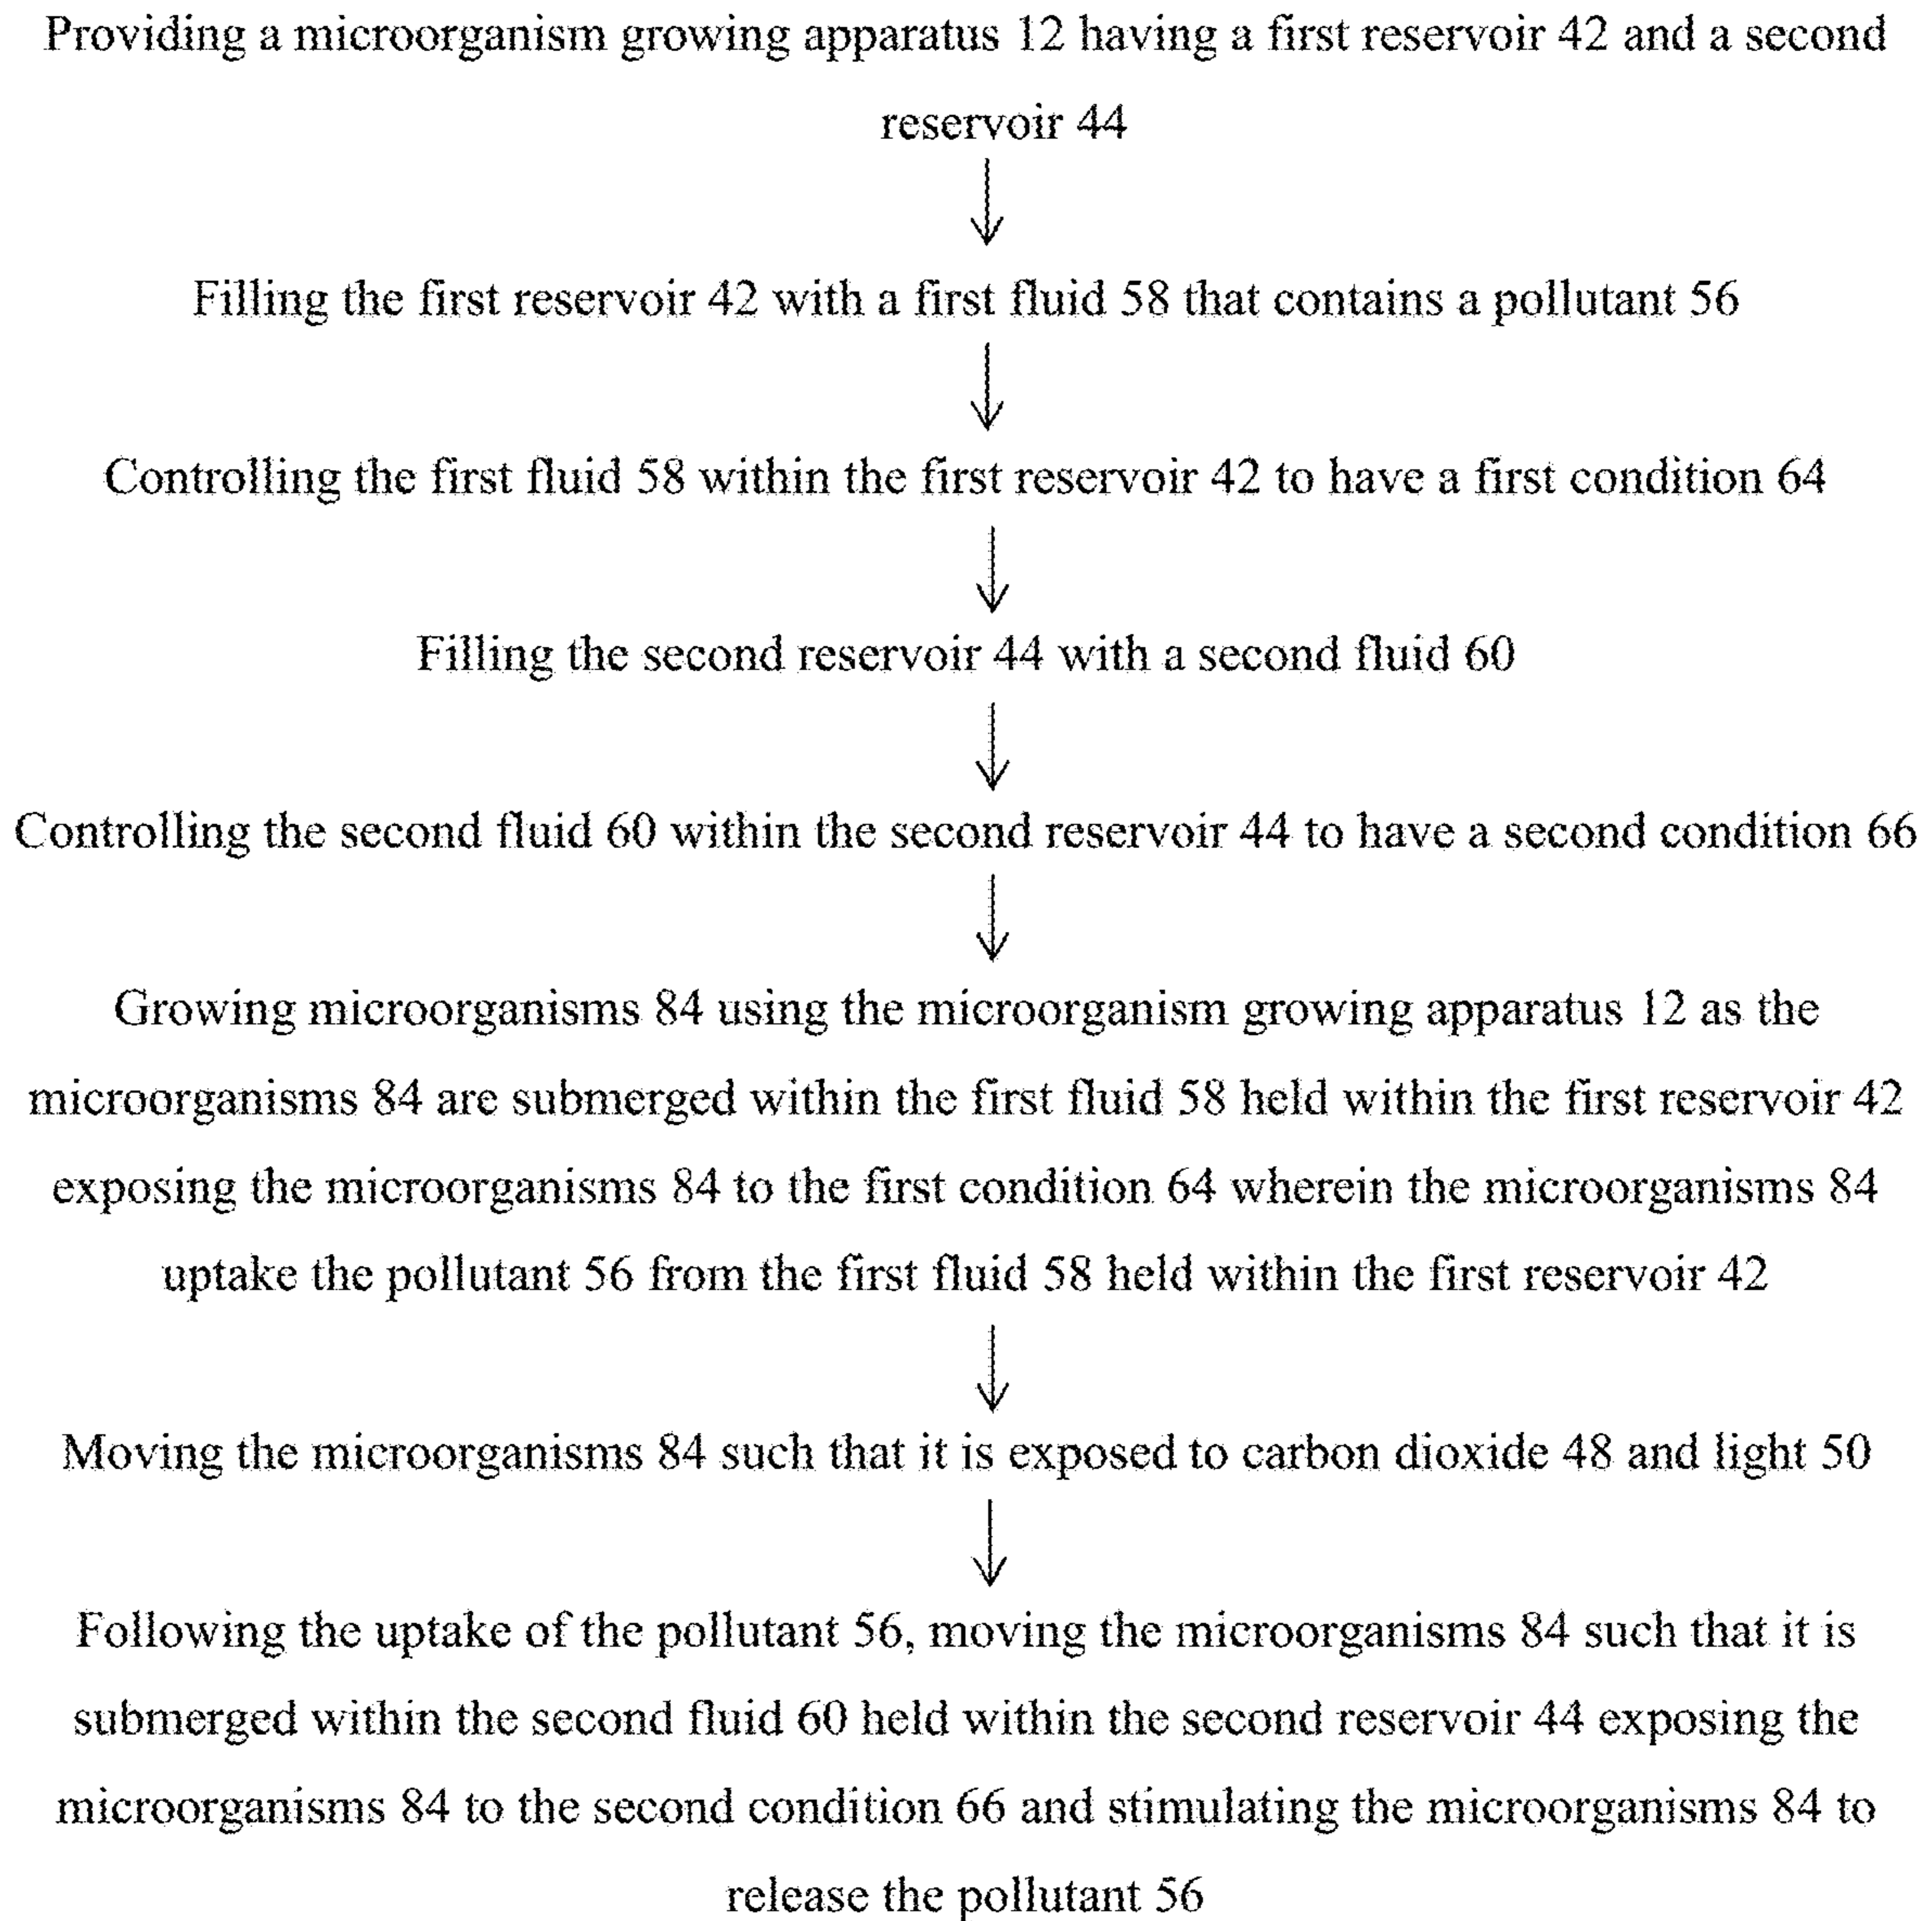 Providing a microorganism growing apparatus 12 having a first reservoir 42 and a second
reservoir 44
Filling the first reservoir 42 with a first fluid 58 that contains a pollutant 56
Controlling the first fluid 58 within the first reservoir 42 to have a first condition 64
Filling the second reservoir 44 with a second fluid 60
Controlling the second fluid 60 within the second reservoir 44 to have a second condition 66
Growing microorganisms 84 using the microorganism growing apparatus 12 as the
microorganisms 84 are submerged within the first fluid 58 held within the first reservoir 42
exposing the microorganisms 84 to the first condition 64 wherein the microorganisms 84
uptake the pollutant 56 from the first fluid 58 held within the first reservoir 42
Moving the microorganisms 84 such that it is exposed to carbon dioxide 48 and light 50
Following the uptake of the pollutant 56, moving the microorganisms 84 such that it is
submerged within the second fluid 60 held within the second reservoir 44 exposing the
microorganisms 84 to the second condition 66 and stimulating the microorganisms 84 to
release the pollutant 56